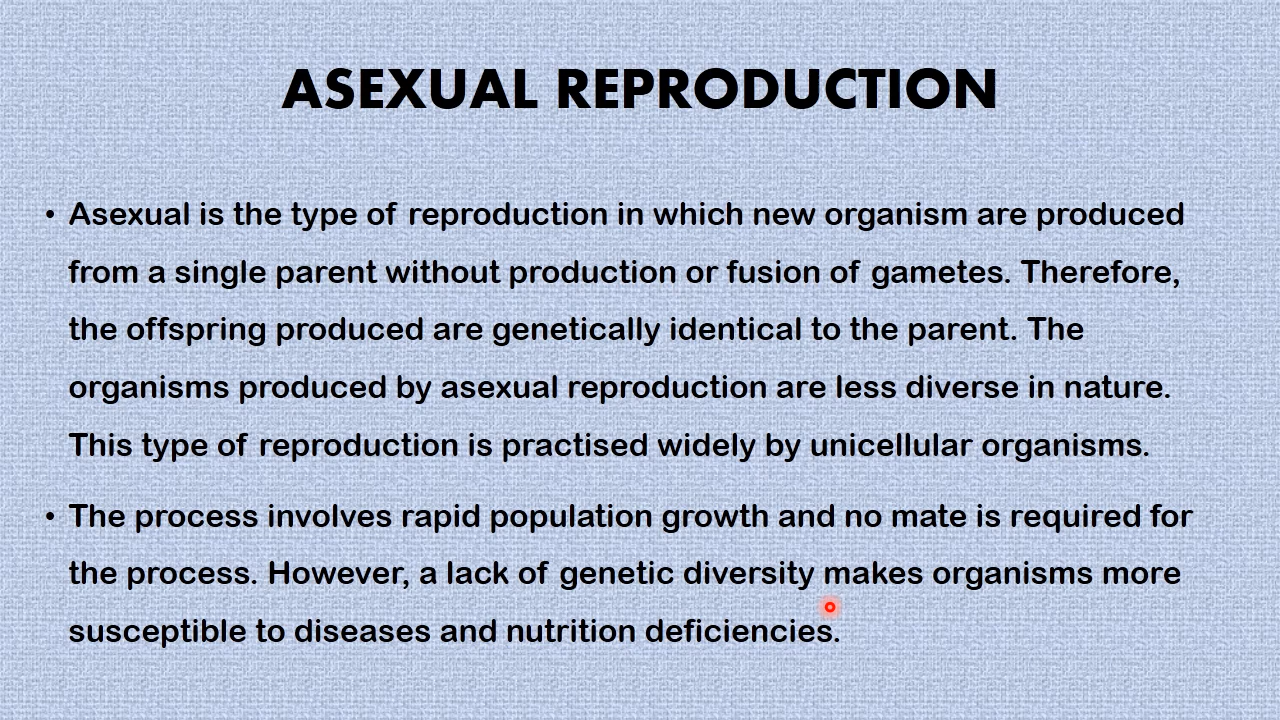 ASEXUAL REPRODUCTION
• Asexual is the type of reproduction in which new organism are produced
from a single parent without production or fusion of gametes. Therefore,
the offspring produced are genetically identical to the parent. The
organisms produced by asexual reproduction are less diverse in nature.
This type of reproduction is practised widely by unicellular organisms.
• The process involves rapid population growth and no mate is required for
the process. However, a lack of genetic diversity makes organisms more
susceptible to diseases and nutrition deficiencies.